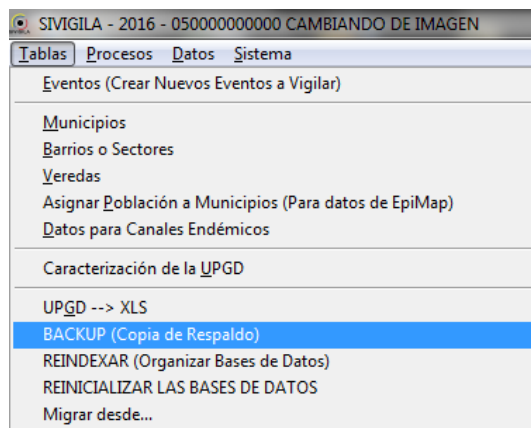 SIVIGILA - 2016 - 050000000000 CAMBIANDO DE IMAGEN
Tablas Procesos Datos Sistema
Eventos (Crear Nuevos Eventos a Vigilar)
Municipios
Barrios o Sectores
Veredas
Asignar Población a Municipios (Para datos de EpiMap)
Datos para Canales Endémicos
Caracterización de la UPGD
UPGD --> XLS
BACKUP (Copia de Respaldo)
REINDEXAR (Organizar Bases de Datos)
REINICIALIZAR LAS BASES DE DATOS
Migrar desde...